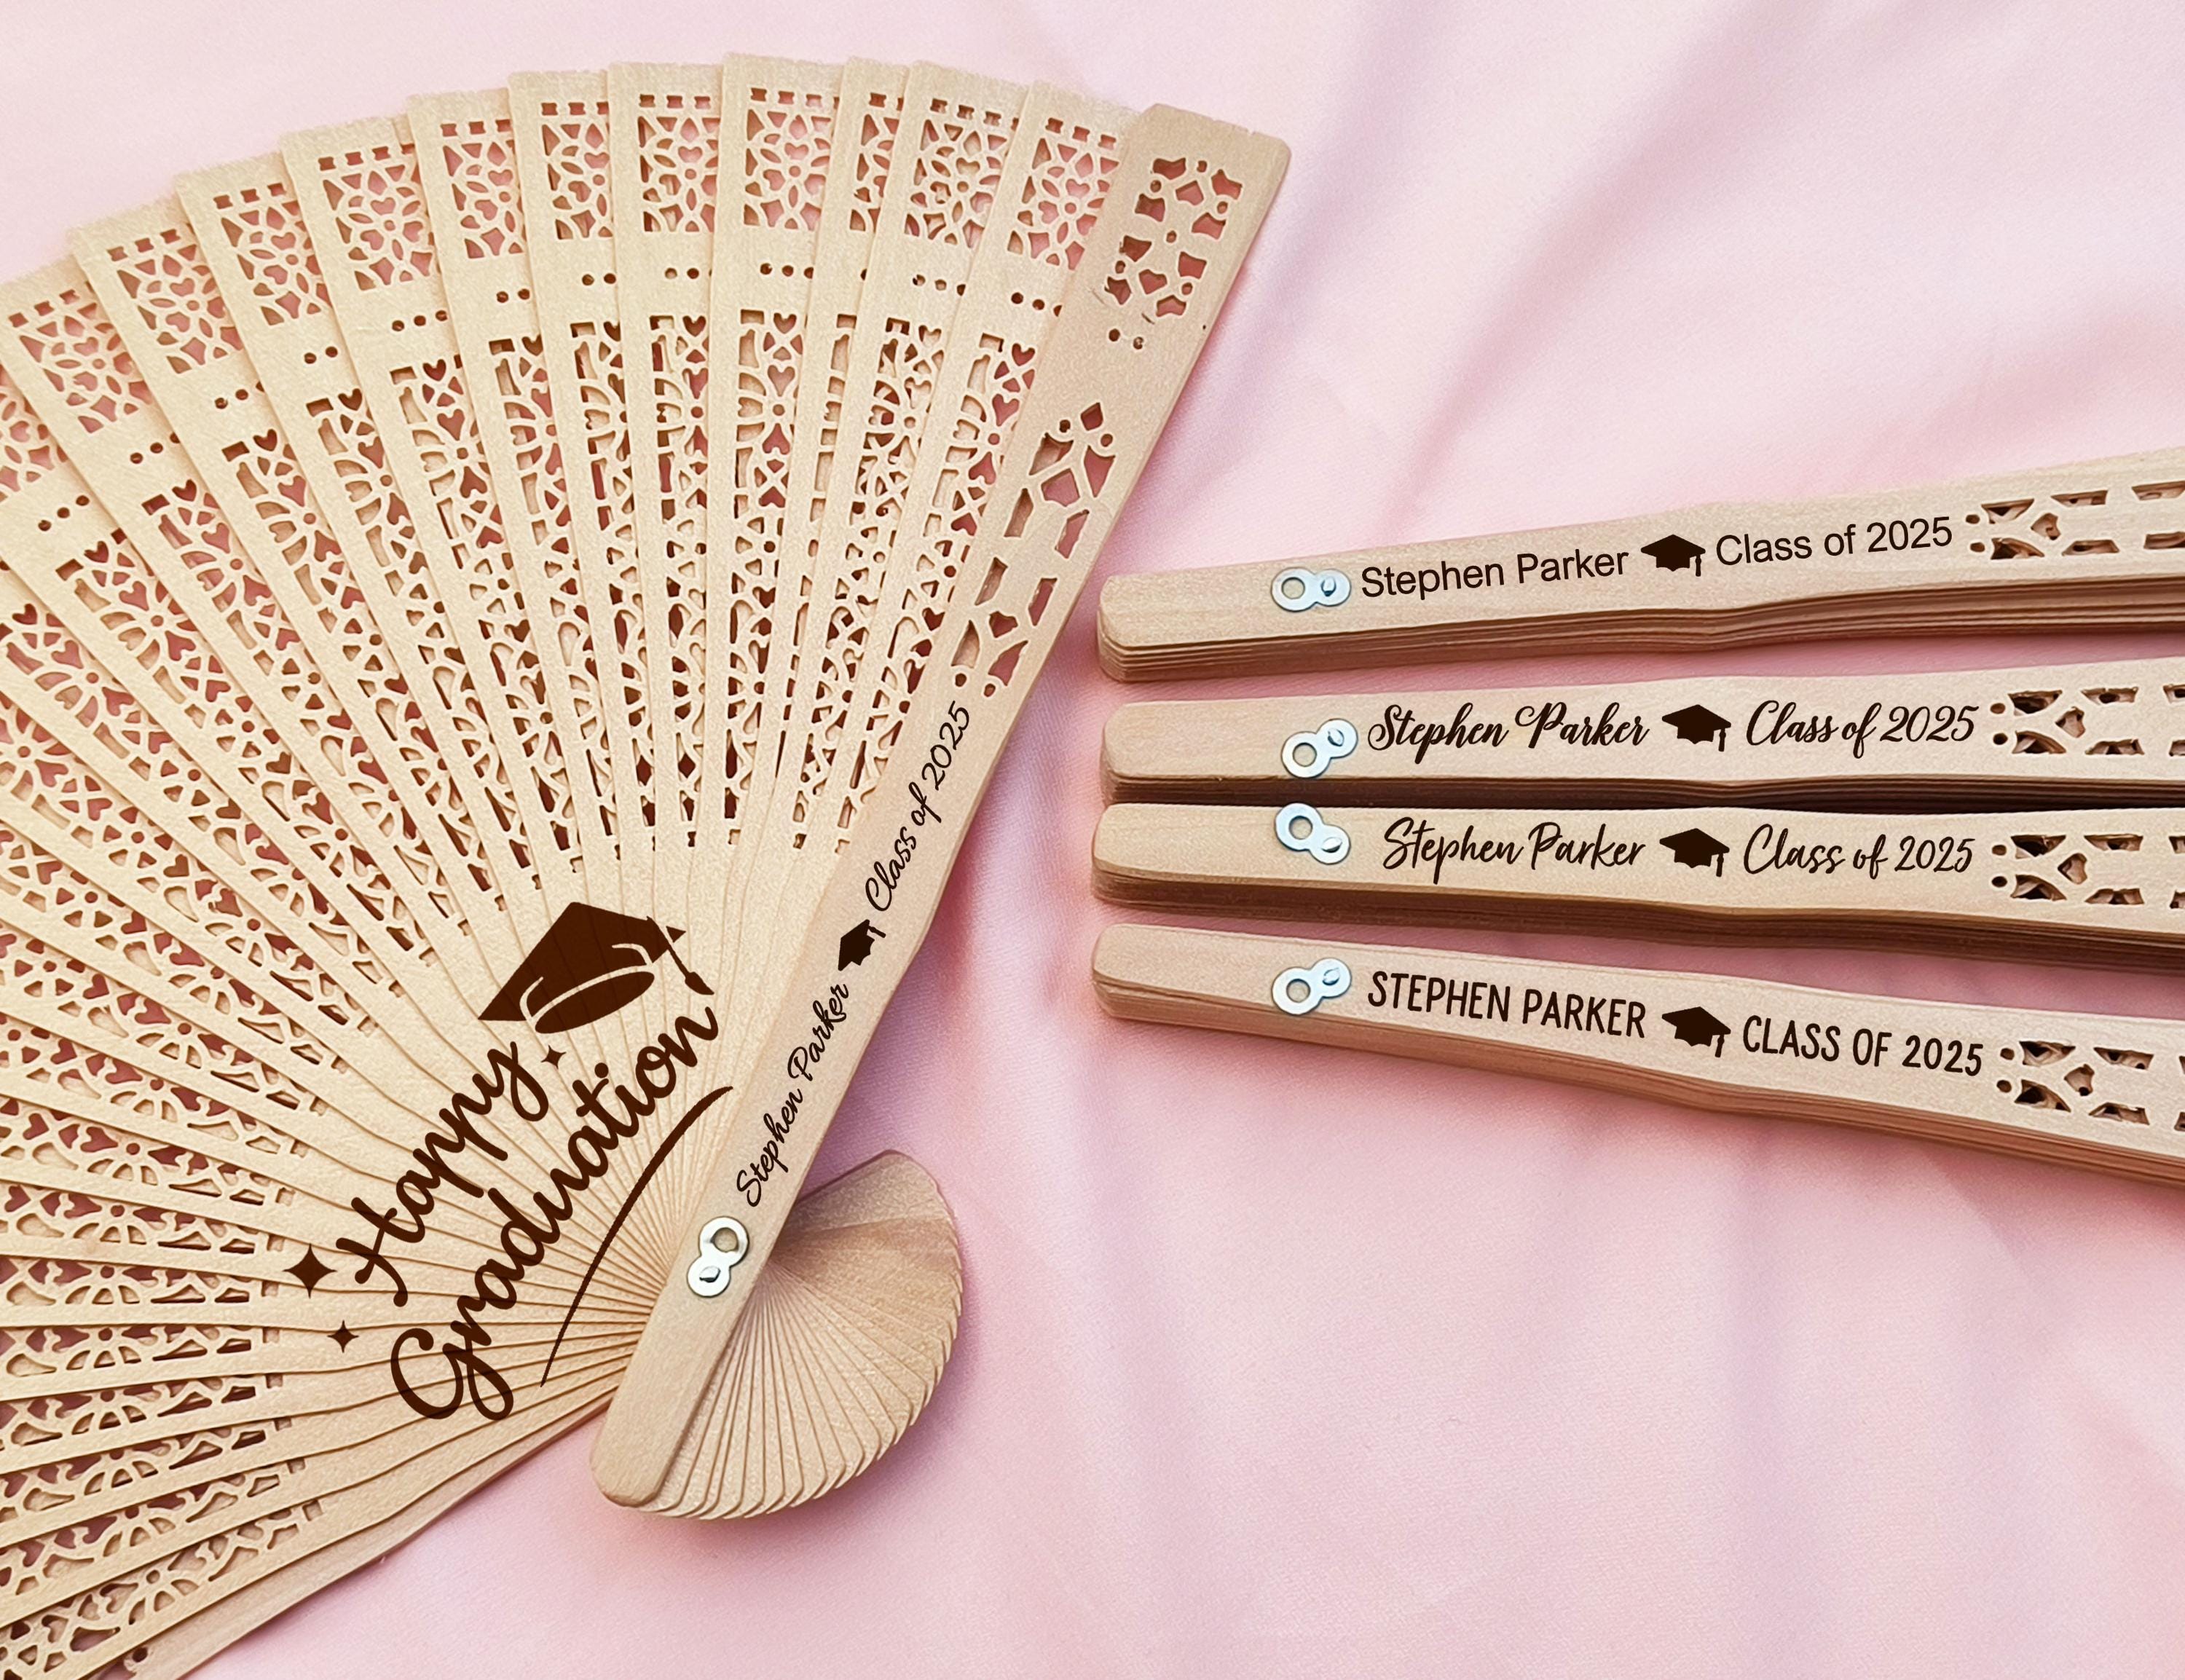 Happy
Graduation
Stephen Parker Class of 2025
Stephen Parker Class of 2025
Stephen Parker Class of 2025
Stephen Parker Class of 2025
STEPHEN PARKER CLASS OF 2025